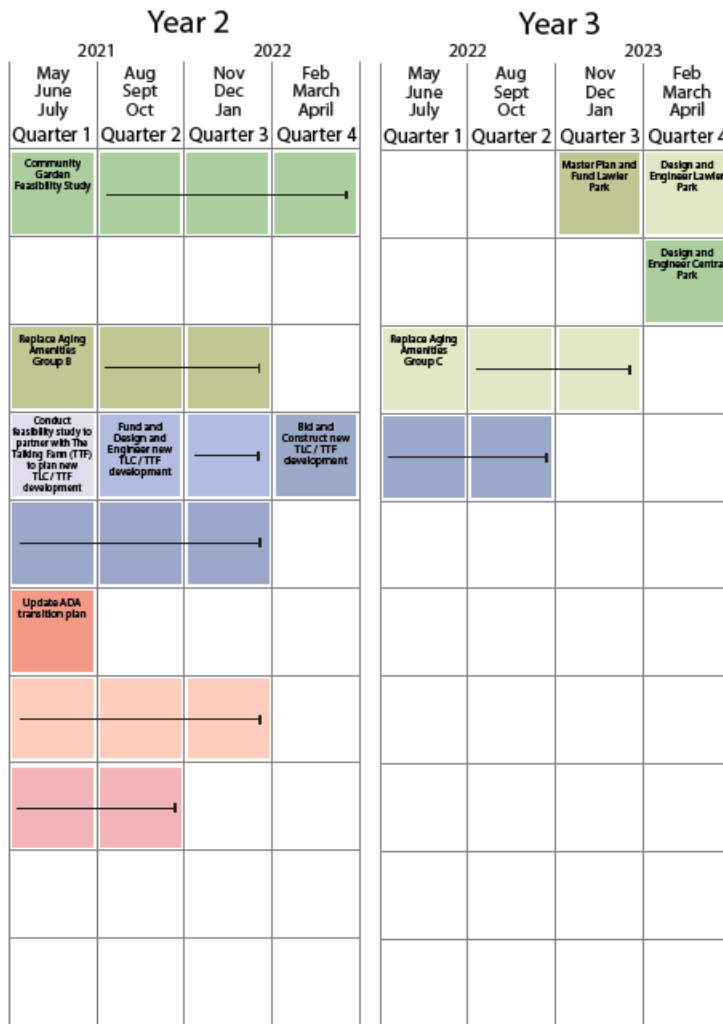 Year 2
2021
2022
May
June
July
Quarter 1
Aug
Sept
Oct
Quarter 2
Nov
Dec
Jan
Quarter 3
Feb
March
April
Quarter 4
Community
Garden
Feasibility Study
Replace Aging
Amenities
Group B
Conduct
feasibility study to
partner with The
Talking Farm (TTF)
to plan new
TLC / TTF
development
Fund and
Design and
Engineer new
TLC / TTF
development
Bid and
Construct new
TLC / TTF
development
Update ADA
transition plan
Year 3
2022
2023
May
June
July
Quarter 1
Aug
Sept
Oct
Quarter 2
Nov
Dec
Jan
Quarter 3
Feb
March
April
Quarter 4
Master Plan and
Fund Lawler
Park
Design and
Engineer Lawler
Park
Design and
Engineer Centra
Park
Replace Aging
Amenities
Group C